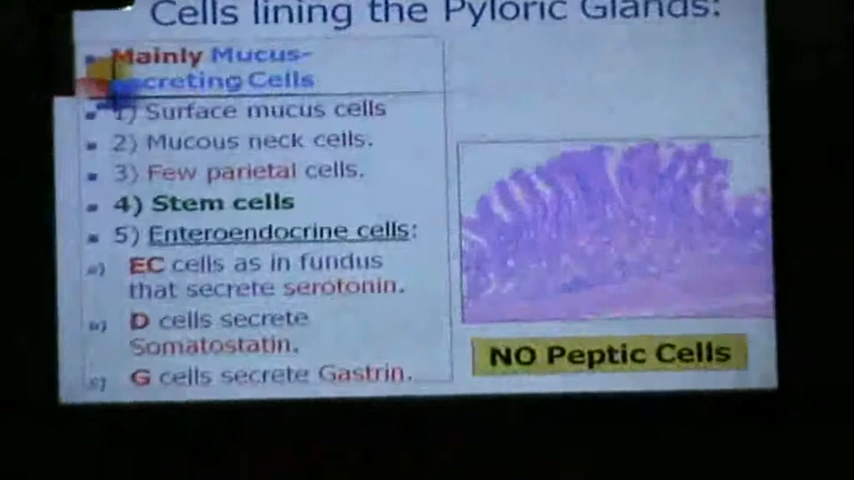 Cells lining the Pyloric Glands:
Mainly Mucus-
creting Cells
1) Surface mucus cells
2) Mucous neck cells.
3) Few parietal cells.
4) Stem cells
5) Enteroendocrine cells:
a) EC cells as in fundus
that secrete serotonin.
b) D cells secrete
Somatostatin.
c) G cells secrete Gastrin.
NO Peptic Cells